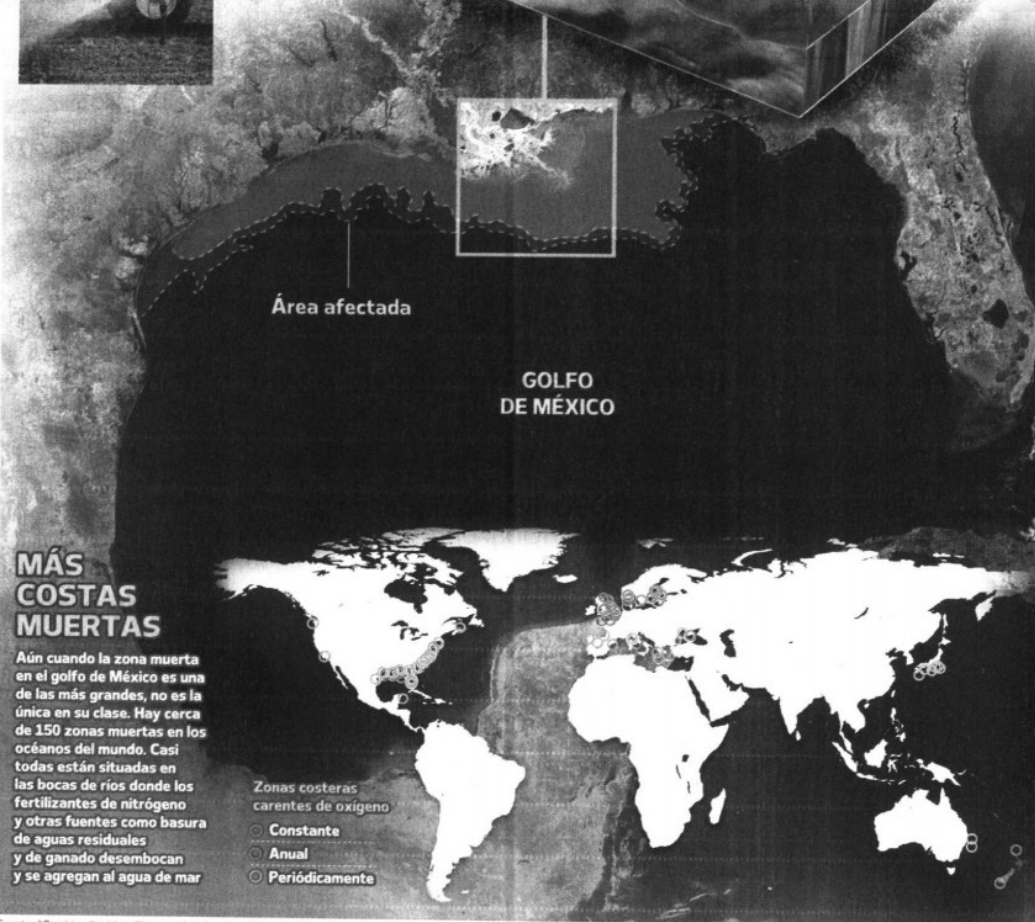 Área afectada
GOLFO
DE MÉXICO
MÁS
COSTAS
MUERTAS
Aún cuando la zona muerta
en el golfo de México es una
de las más grandes, no es la
única en su clase. Hay cerca
de 150 zonas muertas en los
océanos del mundo. Casi
todas están situadas en
las bocas de ríos donde los
fertilizantes de nitrógeno
y otras fuentes como basura
de aguas residuales
y de ganado desembocan
y se agregan al agua de mar
Zonas costeras
carentes de oxígeno
Constante
Anual
Periódicamente